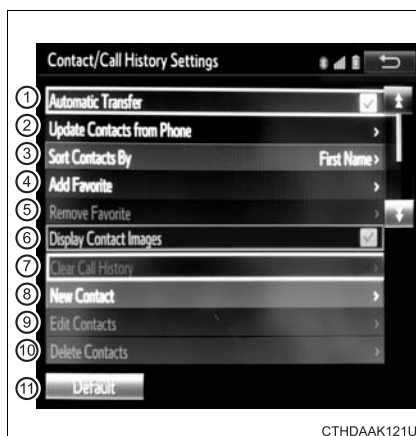 Contact/Call History Settings
1 Automatic Transfer
2 Update Contacts from Phone >
3 Sort Contacts By First Name >
4 Add Favorite >
5 Remove Favorite >
6 Display Contact Images
7 Clear Call History >
8 New Contact >
9 Edit Contacts >
10 Delete Contacts >
11 Default
CTHDAAK121U